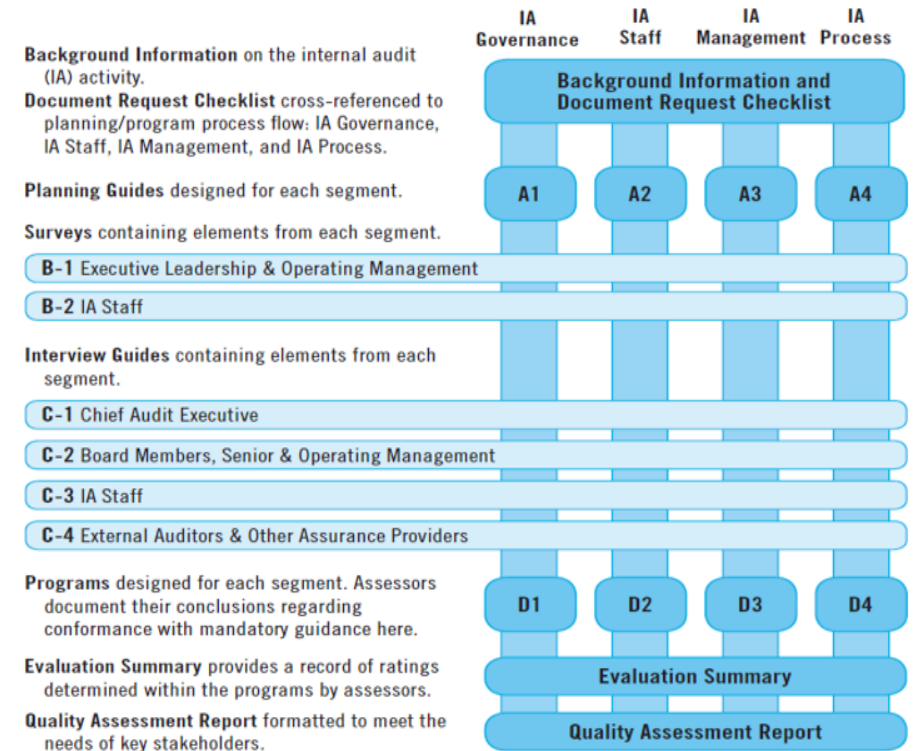 IA Governance
IA Staff
IA Management
IA Process
Background Information on the internal audit
(IA) activity.
Document Request Checklist cross-referenced to
planning/program process flow: IA Governance,
IA Staff, IA Management, and IA Process.
Background Information and
Document Request Checklist
Planning Guides designed for each segment.
A1
A2
A3
A4
Surveys containing elements from each segment.
B-1 Executive Leadership & Operating Management
B-2 IA Staff
Interview Guides containing elements from each
segment.
C-1 Chief Audit Executive
C-2 Board Members, Senior & Operating Management
C-3 IA Staff
C-4 External Auditors & Other Assurance Providers
Programs designed for each segment. Assessors
document their conclusions regarding
conformance with mandatory guidance here.
D1
D2
D3
D4
Evaluation Summary provides a record of ratings
determined within the programs by assessors.
Evaluation Summary
Quality Assessment Report formatted to meet the
needs of key stakeholders.
Quality Assessment Report